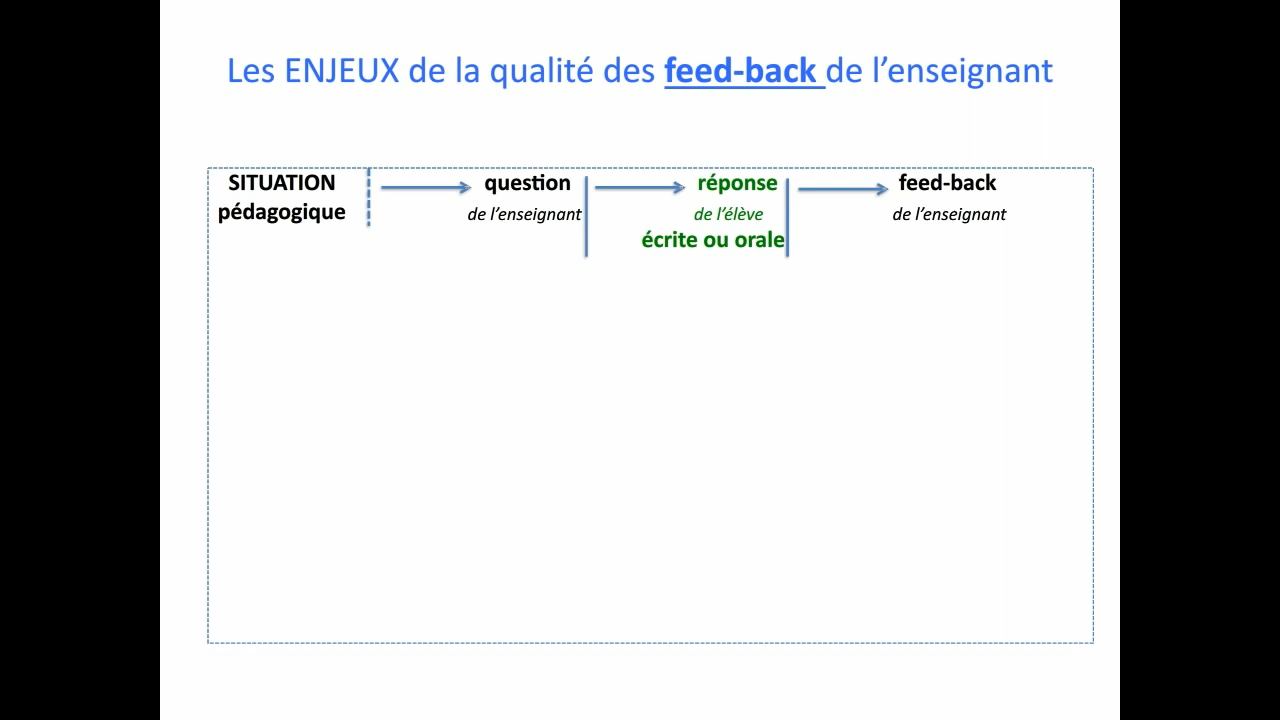 Les ENJEUX de la qualité des feed-back de l’enseignant
SITUATION
pédagogique
question
de l’enseignant
réponse
de l’élève
écrite ou orale
feed-back
de l’enseignant